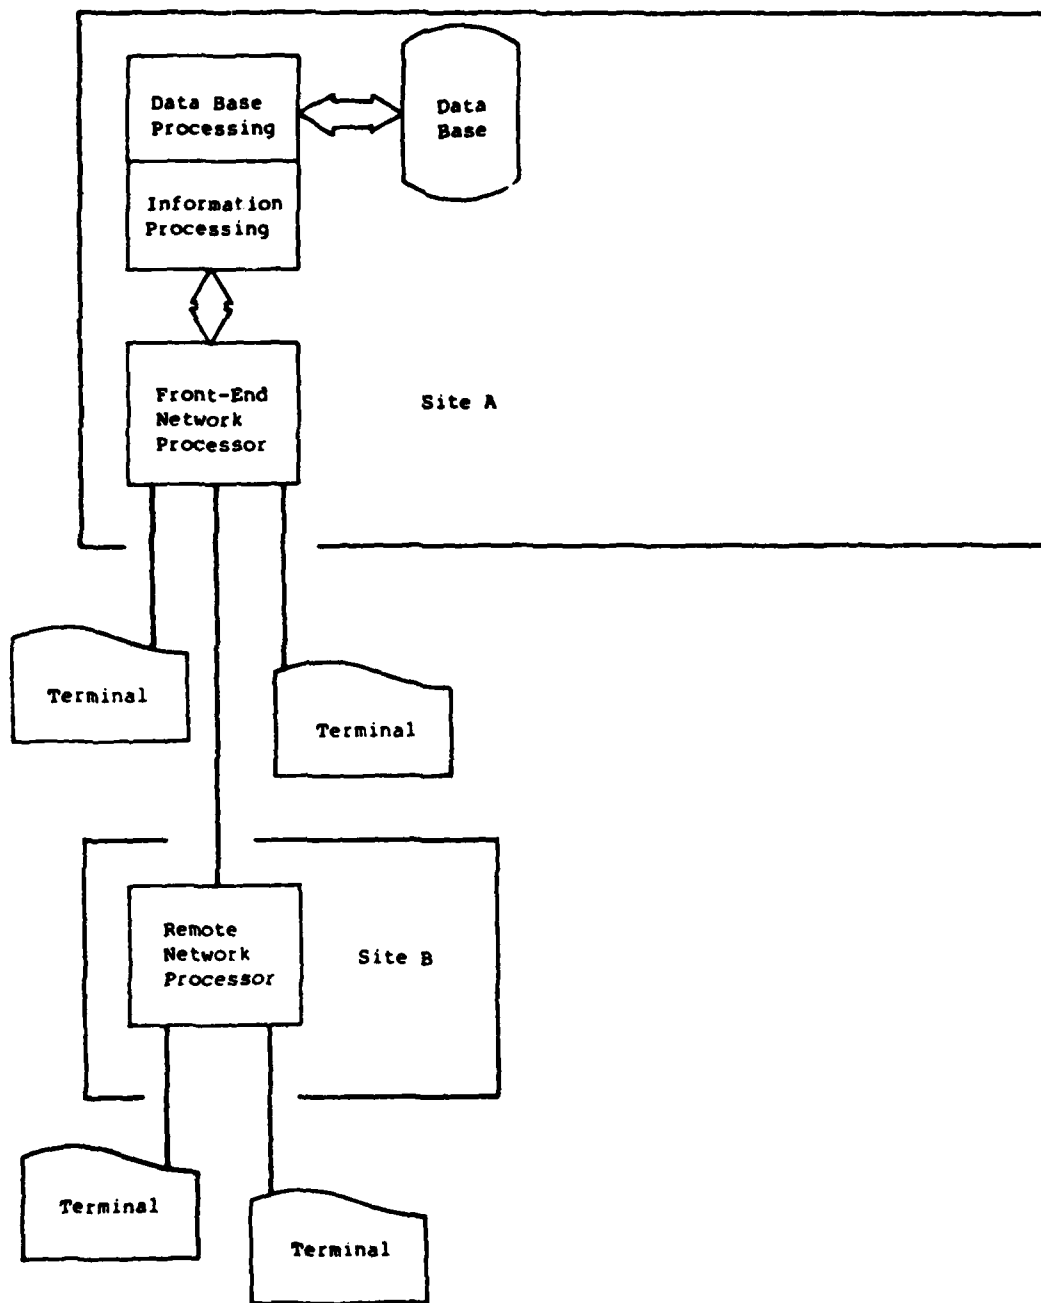 Data Base
Processing
Data
Base
Information
Processing
Front-End
Network
Processor
Site A
Terminal
Terminal
Remote
Network
Processor
Site B
Terminal
Terminal